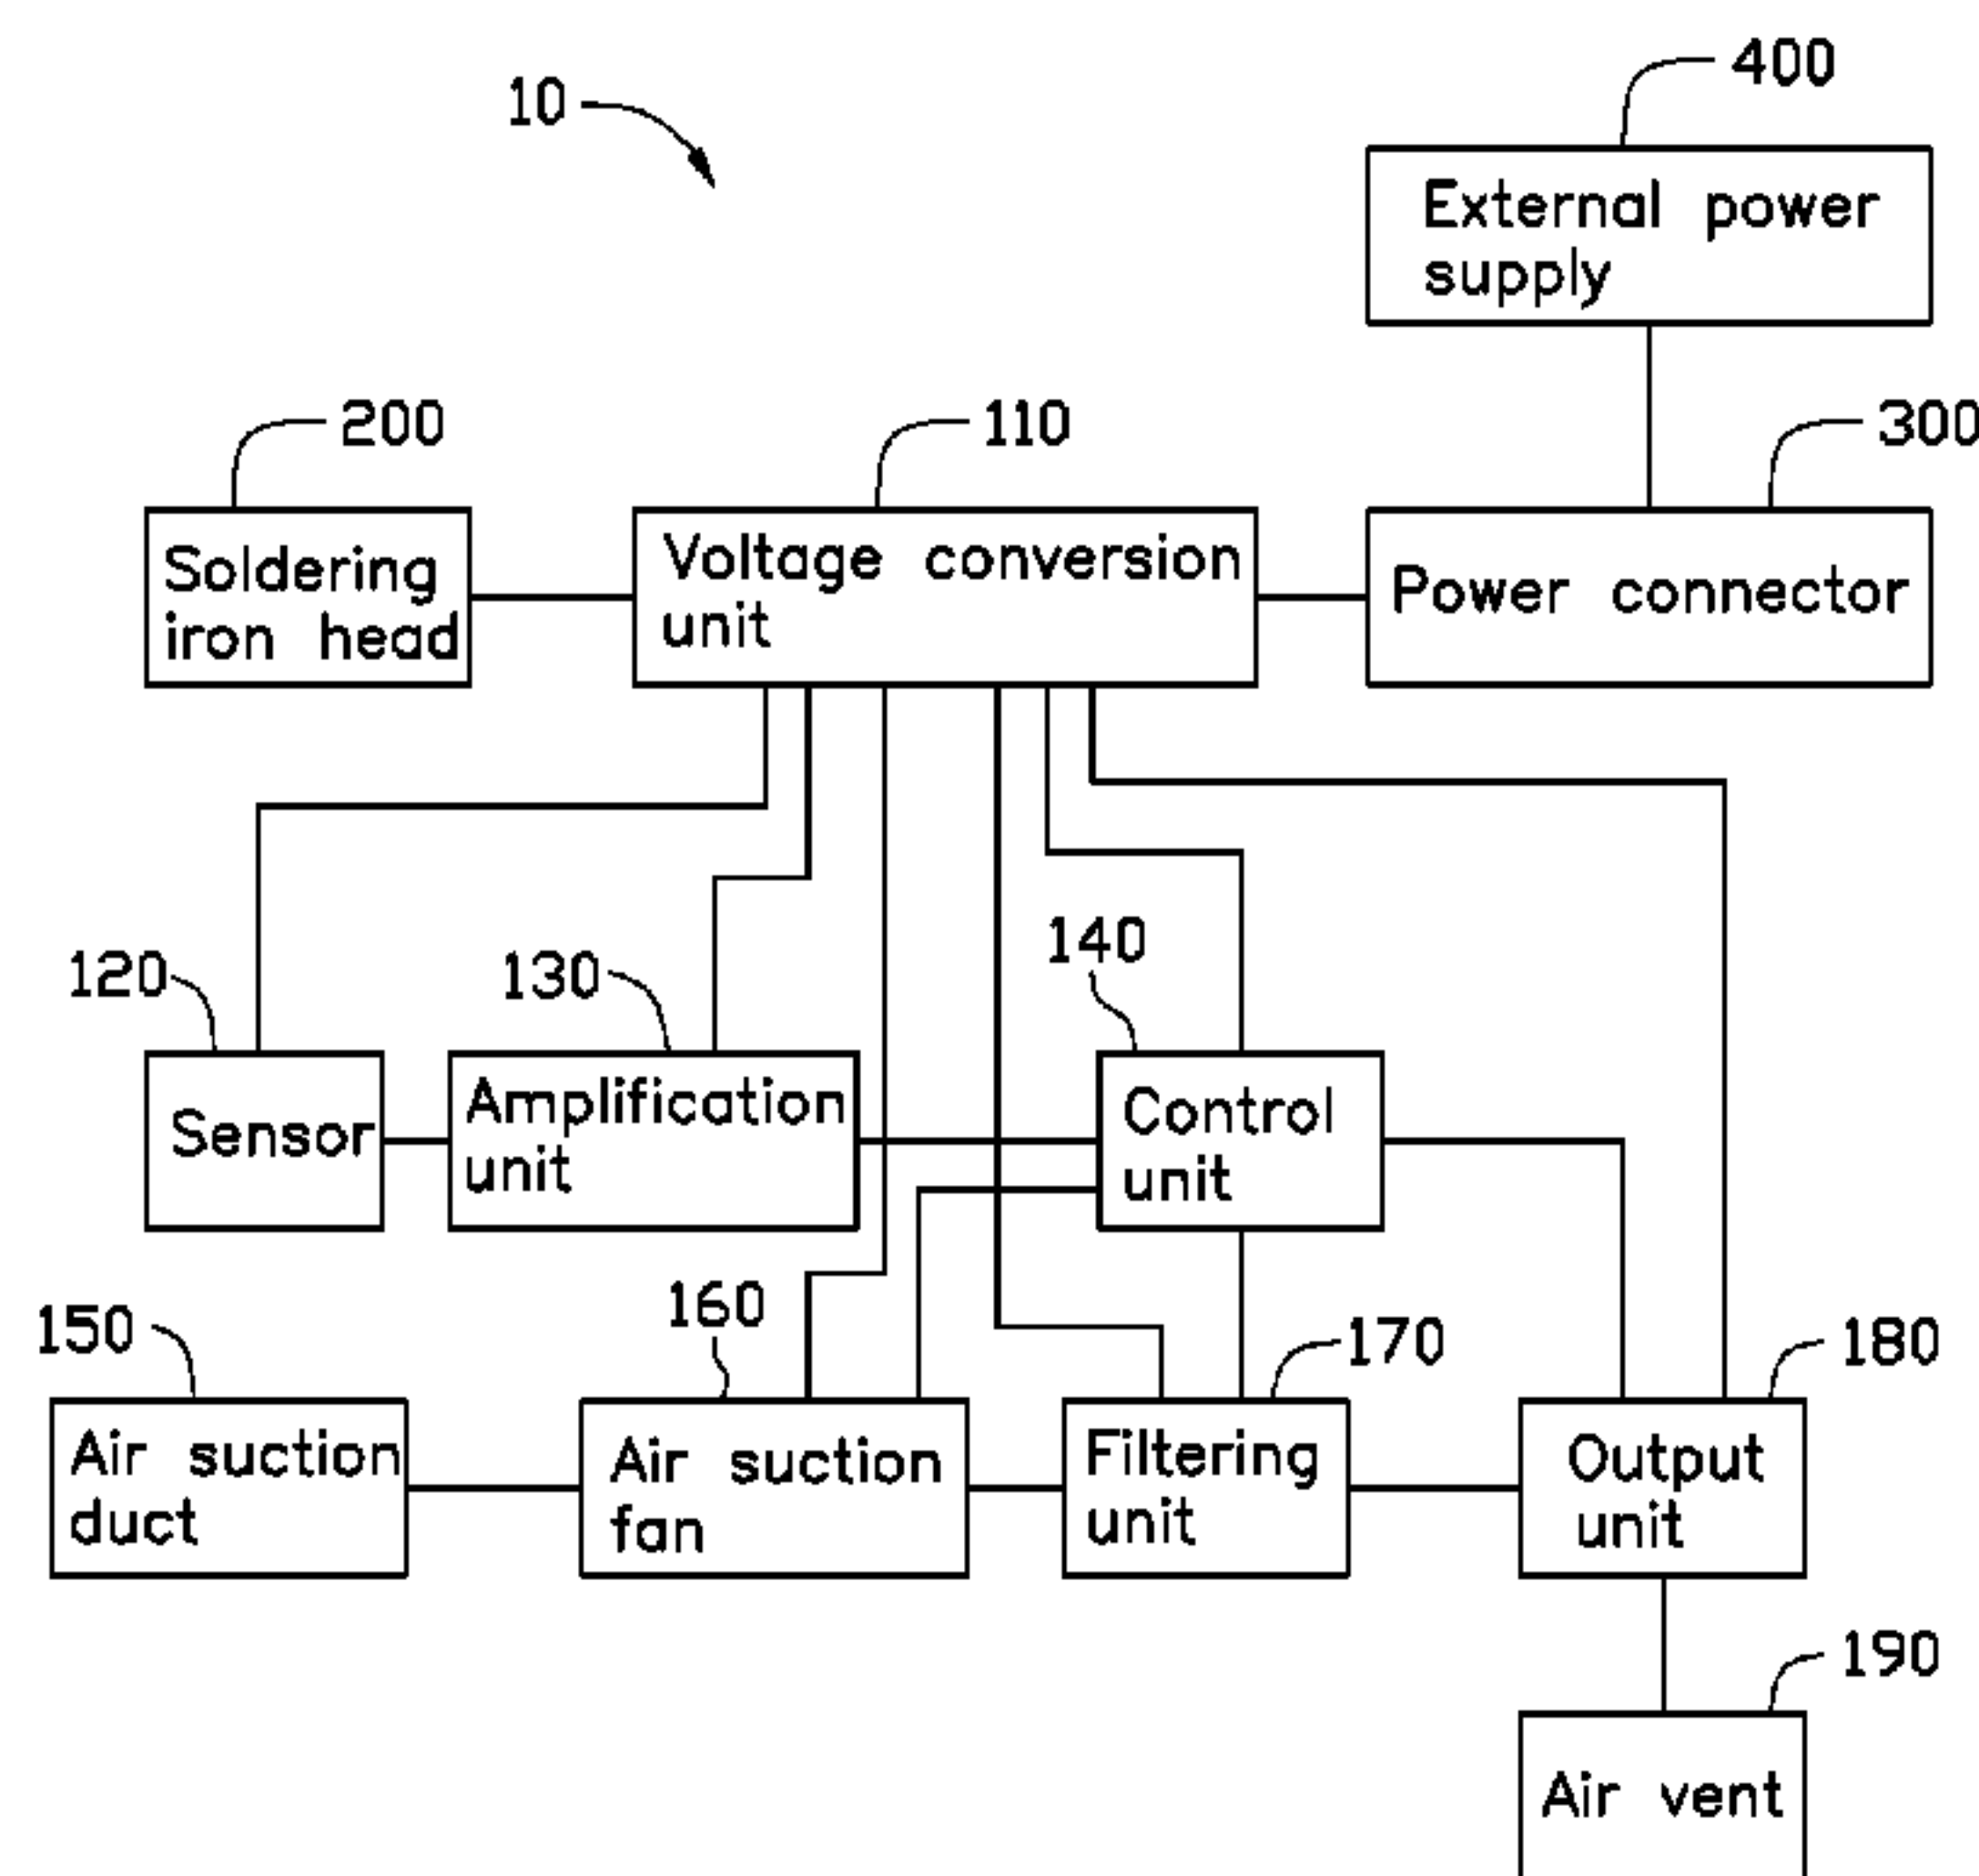 400
10
External power
supply
200
110
300
Soldering
iron head
Voltage conversion
unit
Power connector
120
130
140
Sensor
Amplification
unit
Control
unit
150
160
170
180
Air suction
duct
Air suction
fan
Filtering
unit
Output
unit
190
Air vent